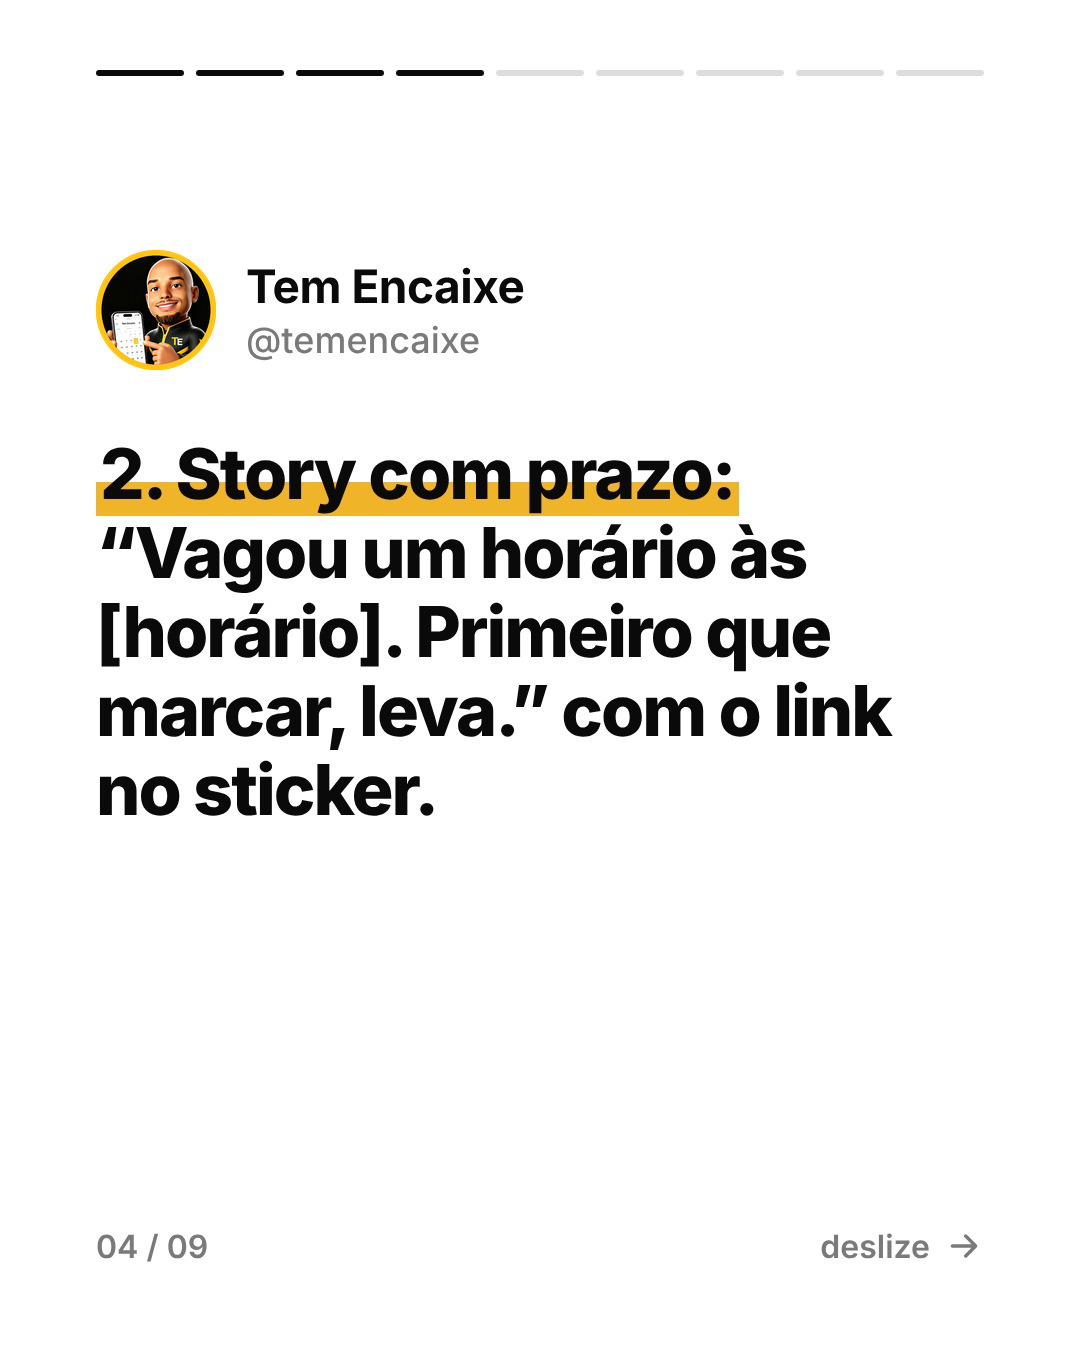 Tem Encaixe
@temencaixe
TE
2. Story com prazo:
“Vagou um horário às
[horário]. Primeiro que
marcar, leva.” com o link
no sticker.
04 / 09
deslize →